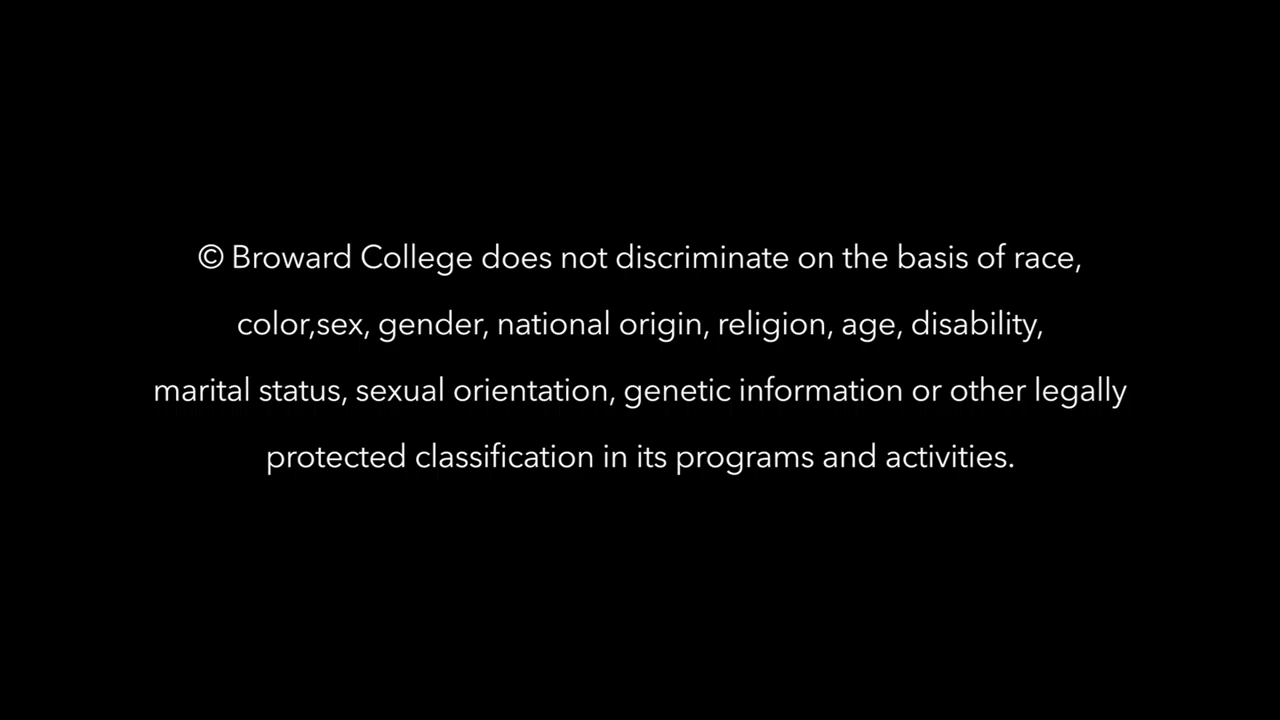 © Broward College does not discriminate on the basis of race,
color,sex, gender, national origin, religion, age, disability,
marital status, sexual orientation, genetic information or other legally
protected classification in its programs and activities.